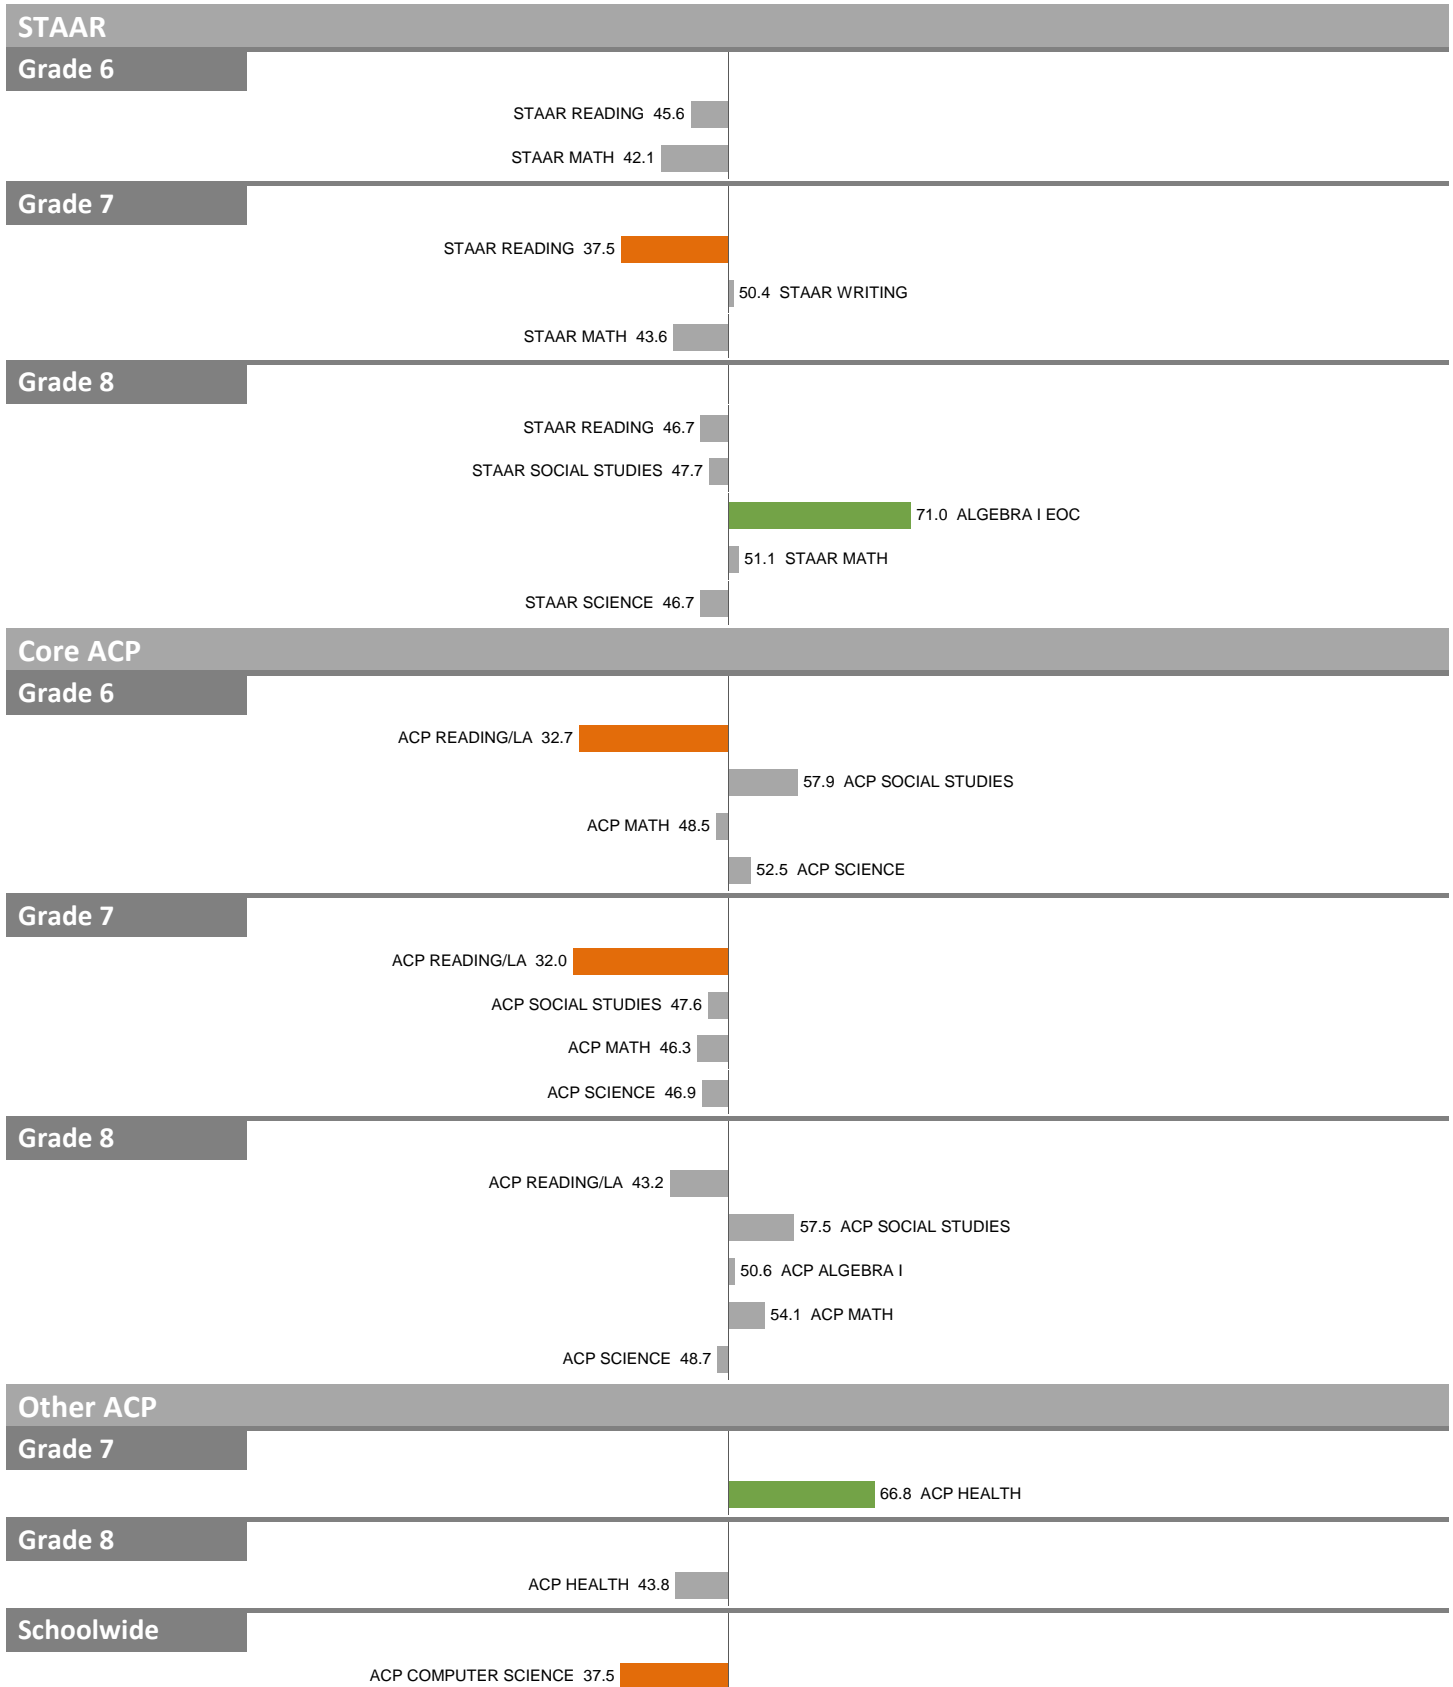 STAAR
Grade 6
STAAR READING 45.6
STAAR MATH 42.1
Grade 7
STAAR READING 37.5
50.4 STAAR WRITING
STAAR MATH 43.6
Grade 8
STAAR READING 46.7
STAAR SOCIAL STUDIES 47.7
71.0 ALGEBRA I EOC
51.1 STAAR MATH
STAAR SCIENCE 46.7
Core ACP
Grade 6
ACP READING/LA 32.7
57.9 ACP SOCIAL STUDIES
ACP MATH 48.5
52.5 ACP SCIENCE
Grade 7
ACP READING/LA 32.0
ACP SOCIAL STUDIES 47.6
ACP MATH 46.3
ACP SCIENCE 46.9
Grade 8
ACP READING/LA 43.2
57.5 ACP SOCIAL STUDIES
50.6 ACP ALGEBRA I
54.1 ACP MATH
ACP SCIENCE 48.7
Other ACP
Grade 7
66.8 ACP HEALTH
Grade 8
ACP HEALTH 43.8
Schoolwide
ACP COMPUTER SCIENCE 37.5